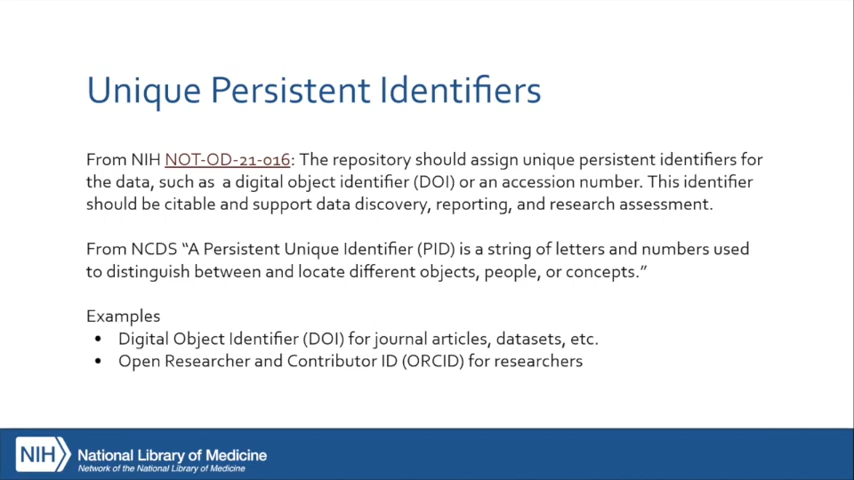 Unique Persistent Identifiers
From NIH NOT-OD-21-016: The repository should assign unique persistent identifiers for
the data, such as a digital object identifier (DOI) or an accession number. This identifier
should be citable and support data discovery, reporting, and research assessment.
From NCDS “A Persistent Unique Identifier (PID) is a string of letters and numbers used
to distinguish between and locate different objects, people, or concepts.”
Examples
• Digital Object Identifier (DOI) for journal articles, datasets, etc.
• Open Researcher and Contributor ID (ORCID) for researchers
NIH National Library of Medicine
Network of the National Library of Medicine